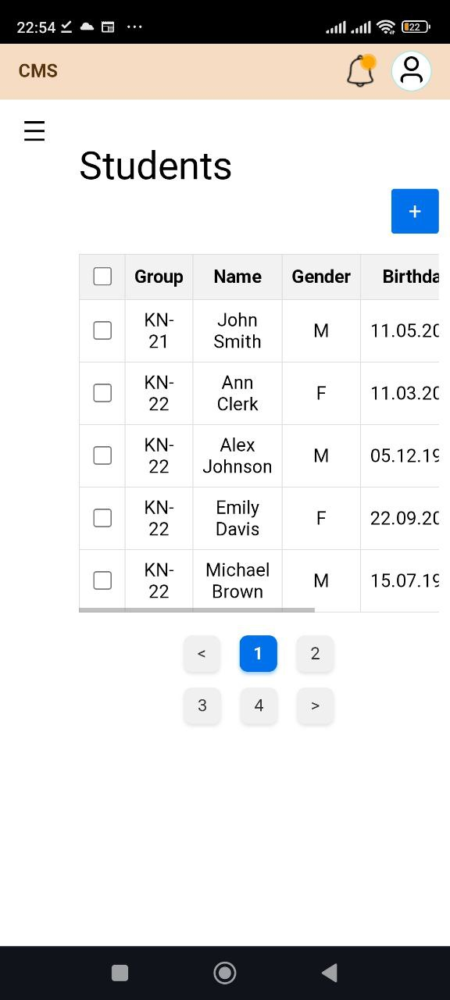 22:54
22
CMS
Students
+
Group Name Gender Birthda
KN-
21
John
Smith
M
11.05.20
KN-
22
Ann
Clerk
F
11.03.20
KN-
22
Alex
Johnson
M
05.12.19
KN-
22
Emily
Davis
F
22.09.20
KN-
22
Michael
Brown
M
15.07.19
< 1 2
3 4 >